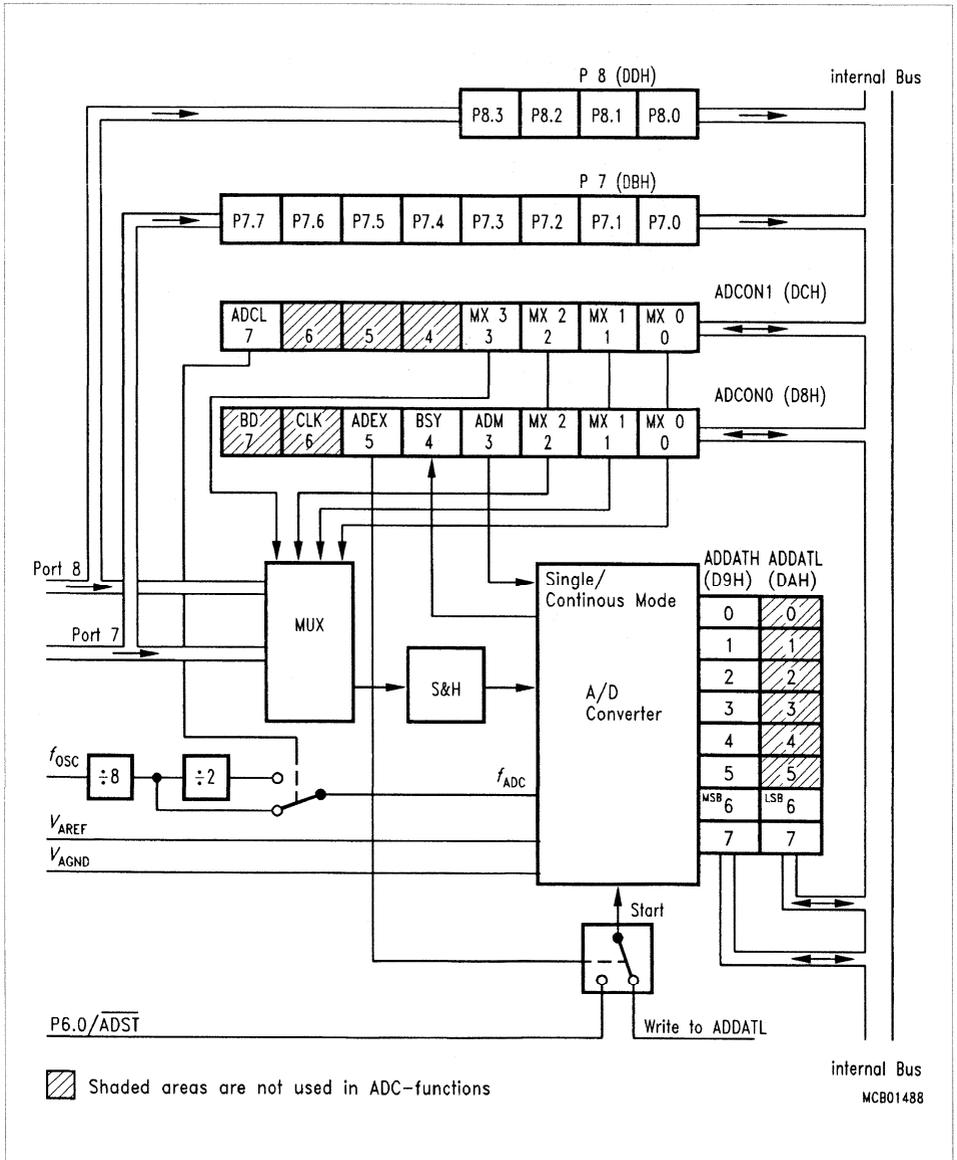 P 8 (DDH)
internal Bus
P8.3 P8.2 P8.1 P8.0
P 7 (DBH)
P7.7 P7.6 P7.5 P7.4 P7.3 P7.2 P7.1 P7.0
ADCON1 (DCH)
ADCL MX 3 MX 2 MX 1 MX 0
7 6 5 4 3 2 1 0
ADCON0 (D8H)
BD CLK ADEX BSY ADM MX 2 MX 1 MX 0
7 6 5 4 3 2 1 0
Port 8
Port 7
MUX
S&H
Single/
Continous Mode
A/D
Converter
ADDATH ADDATL
(D9H) (DAH)
0 0
1 1
2 2
3 3
4 4
5 5
MSB 6 LSB 6
7 7
fOSC
÷8
÷2
fADC
VAREF
VAGND
Start
P6.0/ADST
Write to ADDATL
internal Bus
Shaded areas are not used in ADC-functions
MCB01488